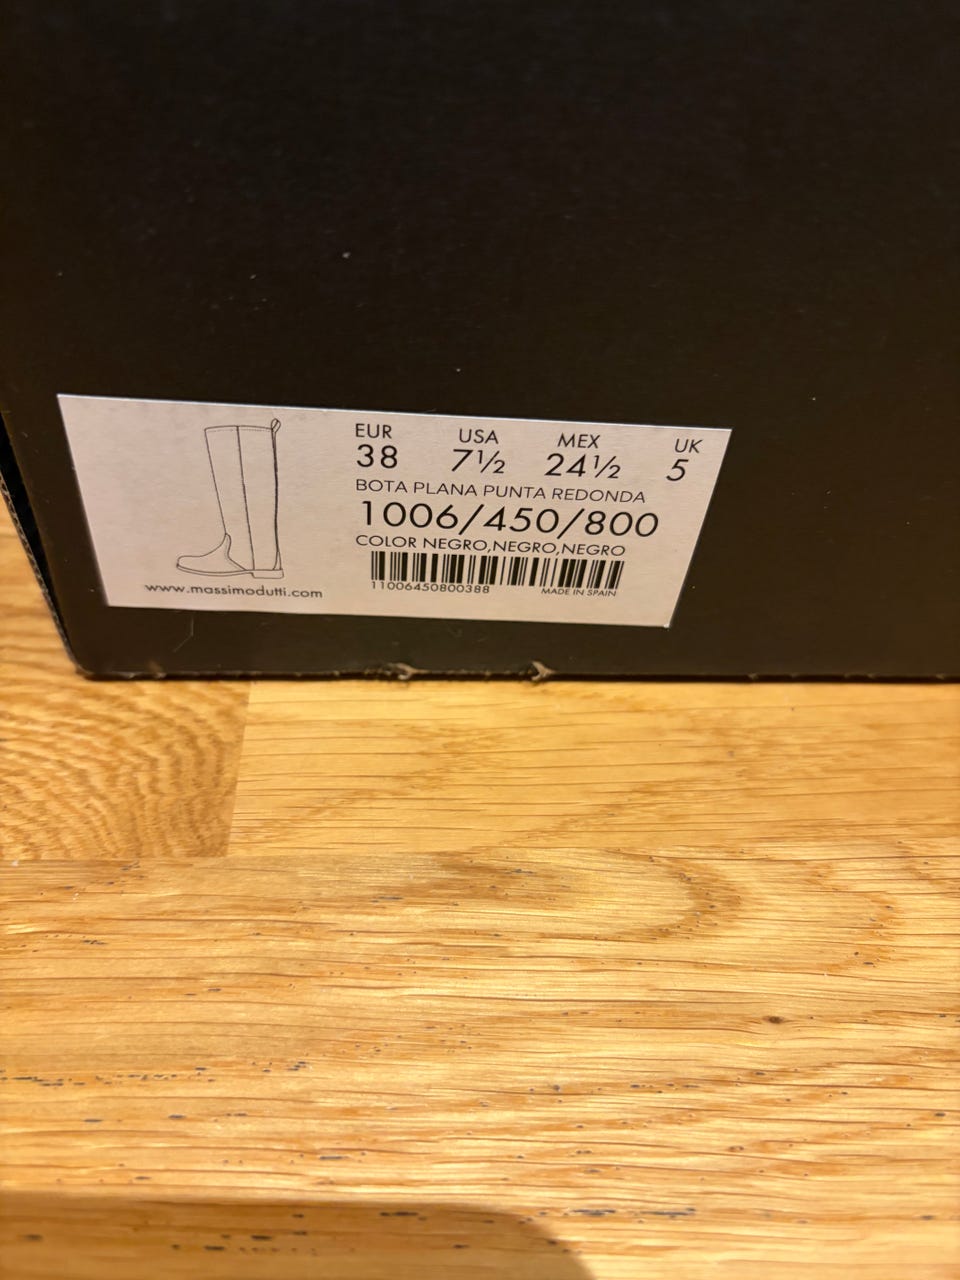 EUR USA MEX UK
38 7½ 24½ 5
BOTA PLANA PUNTA REDONDA
1006/450/800
COLOR NEGRO,NEGRO,NEGRO
11006450800388 MADE IN SPAIN
www.massimodutti.com